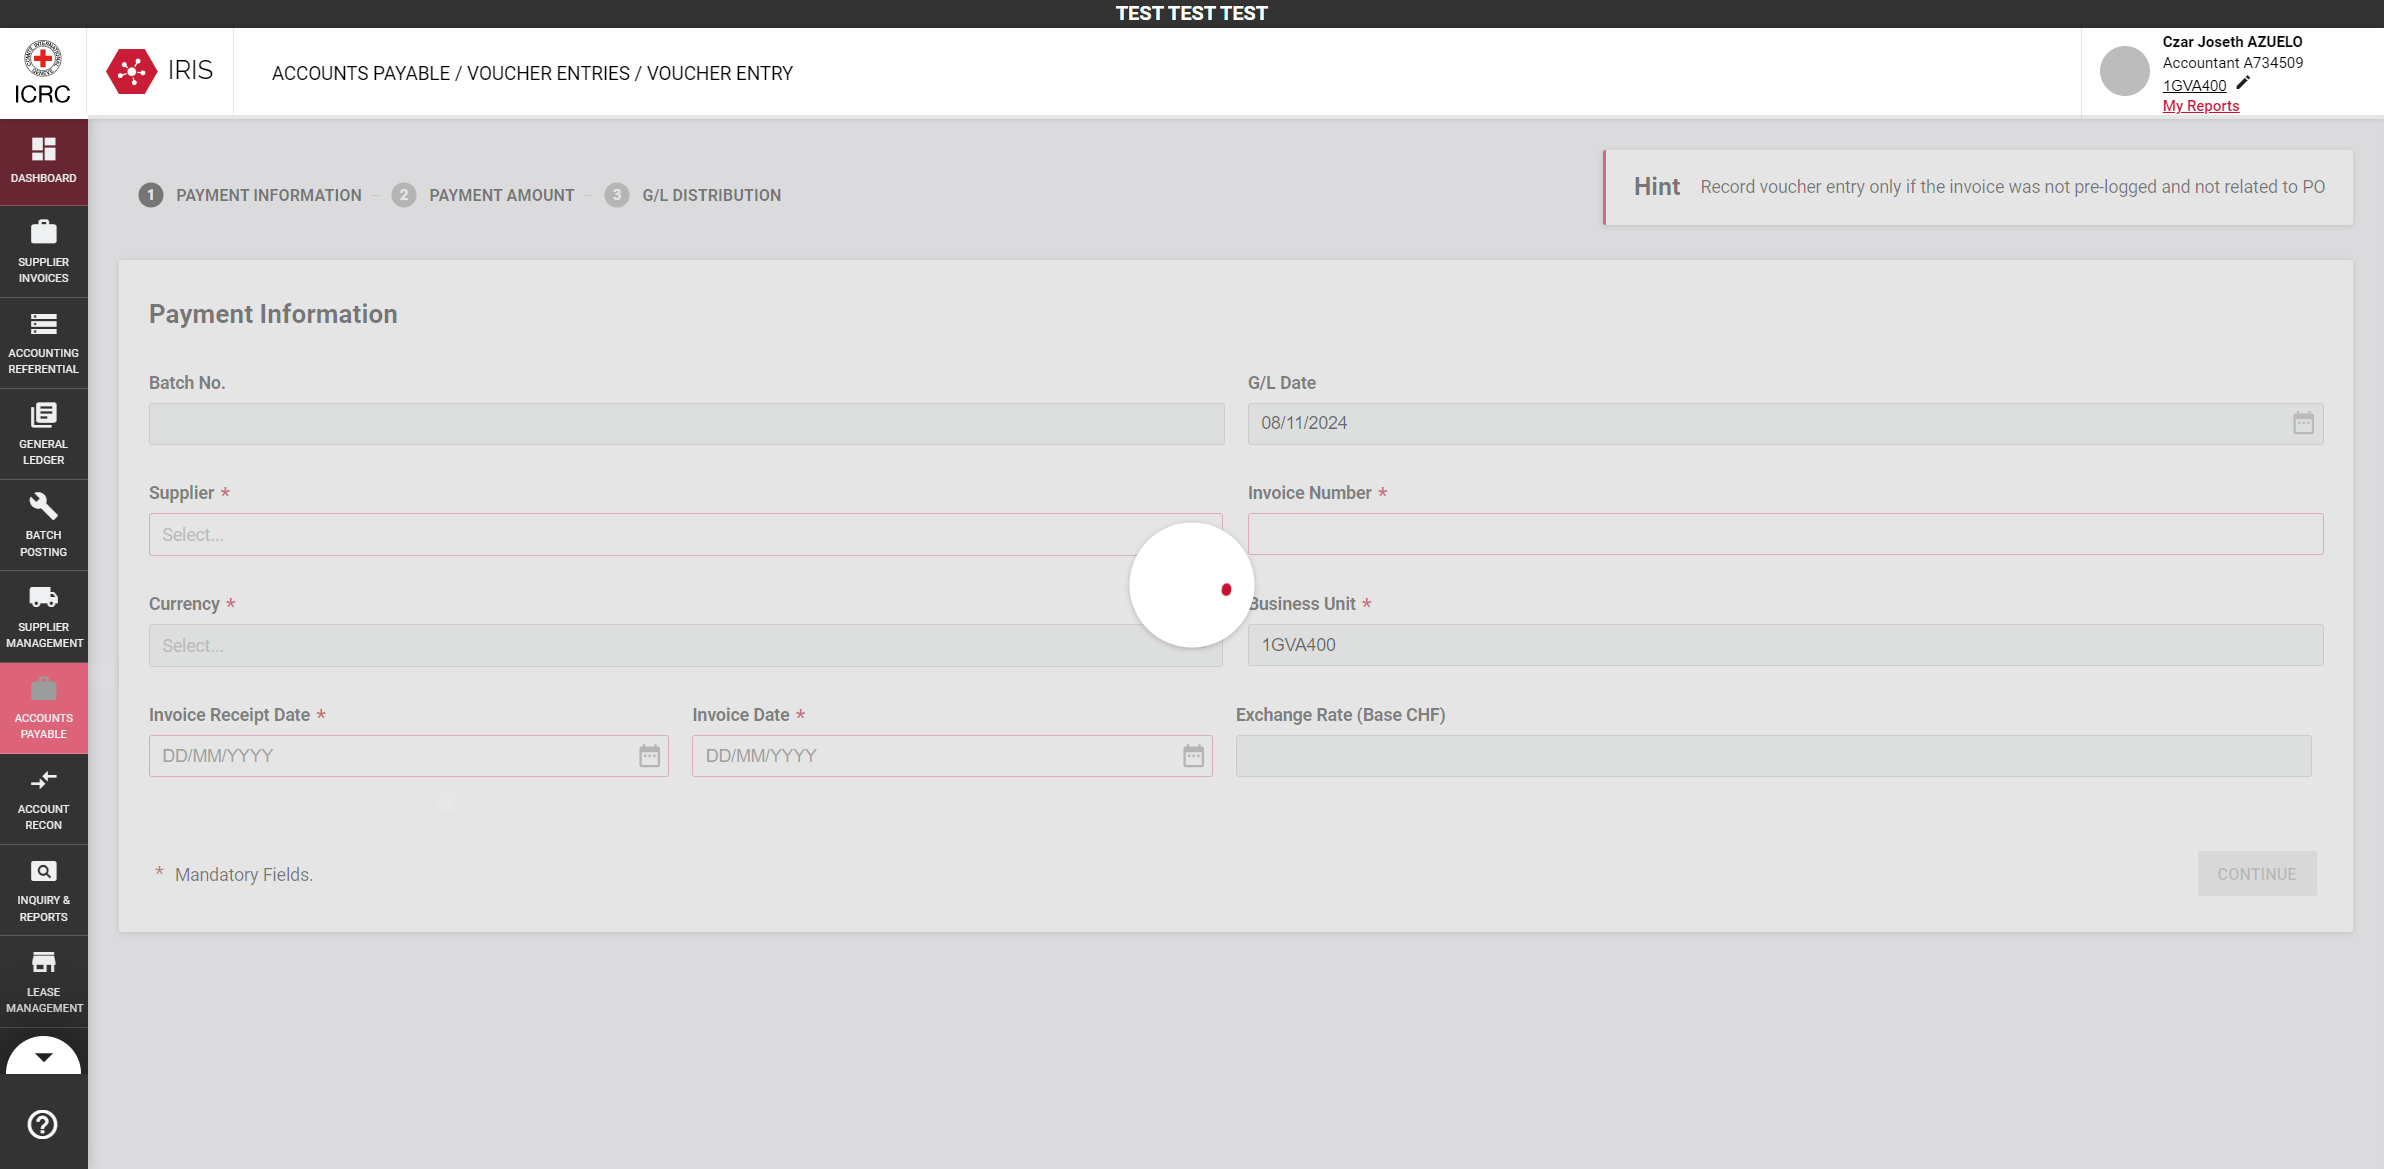 TEST TEST TEST
ICRC
IRIS
ACCOUNTS PAYABLE / VOUCHER ENTRIES / VOUCHER ENTRY
Czar Joseth AZUELO
Accountant A734509
1GVA400
My Reports
DASHBOARD
SUPPLIER
INVOICES
ACCOUNTING
REFERENTIAL
GENERAL
LEDGER
BATCH
POSTING
SUPPLIER
MANAGEMENT
ACCOUNTS
PAYABLE
ACCOUNT
RECON
INQUIRY &
REPORTS
LEASE
MANAGEMENT
1 PAYMENT INFORMATION – 2 PAYMENT AMOUNT – 3 G/L DISTRIBUTION
Hint Record voucher entry only if the invoice was not pre-logged and not related to PO
Payment Information
Batch No.
G/L Date
08/11/2024
Supplier *
Select...
Invoice Number *
Currency *
Select...
Business Unit *
1GVA400
Invoice Receipt Date *
DD/MM/YYYY
Invoice Date *
DD/MM/YYYY
Exchange Rate (Base CHF)
* Mandatory Fields.
CONTINUE